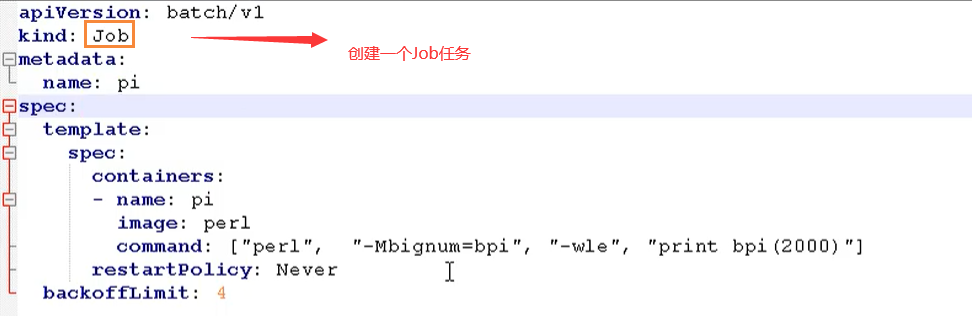 apiVersion: batch/v1
kind: Job
创建一个Job任务
metadata:
  name: pi
spec:
  template:
    spec:
      containers:
      - name: pi
        image: perl
        command: ["perl",  "-Mbignum=bpi", "-wle", "print bpi(2000)"]
      restartPolicy: Never
  backoffLimit: 4